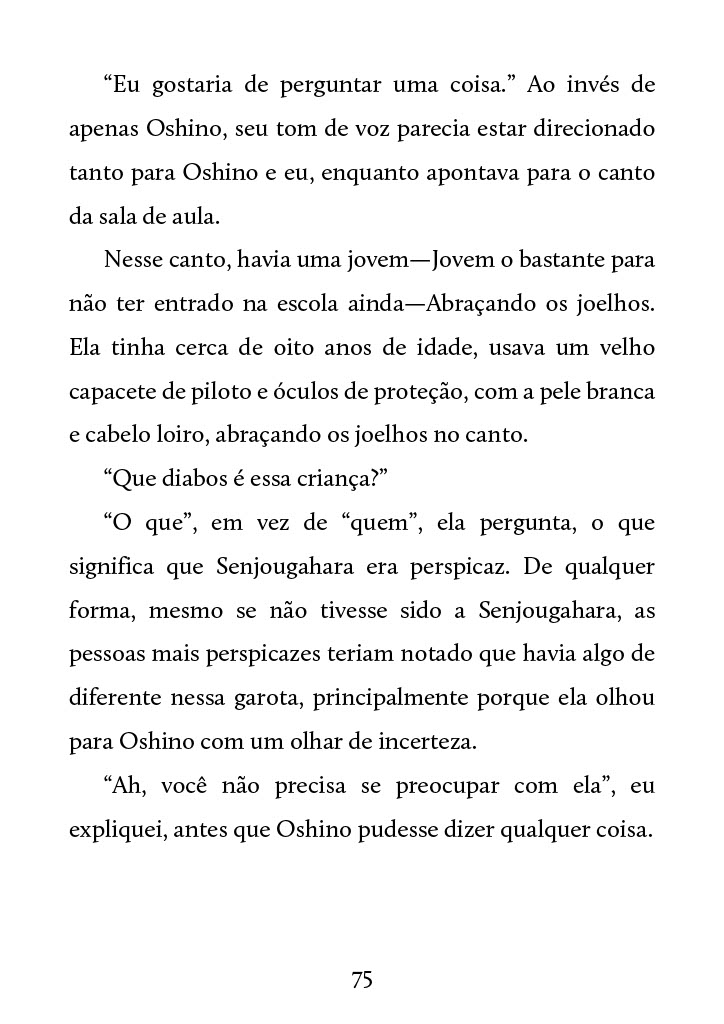 “Eu gostaria de perguntar uma coisa.” Ao invés de
apenas Oshino, seu tom de voz parecia estar direcionado
tanto para Oshino e eu, enquanto apontava para o canto
da sala de aula.
Nesse canto, havia uma jovem—Jovem o bastante para
não ter entrado na escola ainda—Abraçando os joelhos.
Ela tinha cerca de oito anos de idade, usava um velho
capacete de piloto e óculos de proteção, com a pele branca
e cabelo loiro, abraçando os joelhos no canto.
“Que diabos é essa criança?”
“O que”, em vez de “quem”, ela pergunta, o que
significa que Senjougahara era perspicaz. De qualquer
forma, mesmo se não tivesse sido a Senjougahara, as
pessoas mais perspicazes teriam notado que havia algo de
diferente nessa garota, principalmente porque ela olhou
para Oshino com um olhar de incerteza.
“Ah, você não precisa se preocupar com ela”, eu
expliquei, antes que Oshino pudesse dizer qualquer coisa.
75